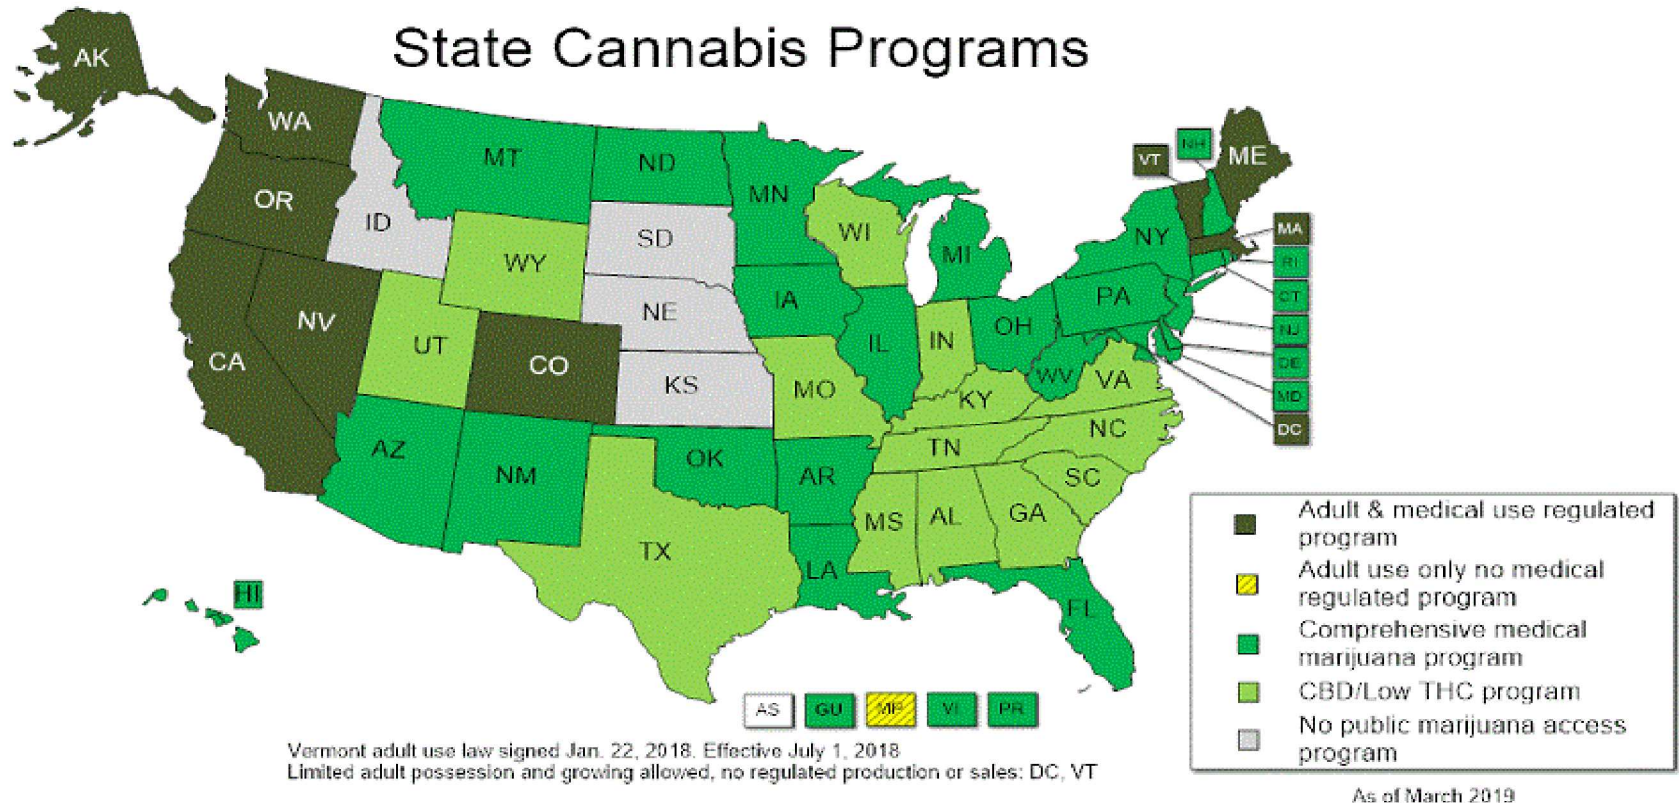 State Cannabis Programs
AK
WA
OR
CA
NV
ID
MT
WY
UT
CO
AZ
NM
ND
SD
NE
KS
OK
TX
MN
IA
MO
AR
LA
WI
IL
MI
IN
OH
KY
TN
MS
AL
GA
FL
SC
NC
VA
WV
PA
NY
VT
NH
ME
MA
RI
CT
NJ
DE
MD
DC
HI
AS
GU
MP
VI
PR
Adult & medical use regulated
program
Adult use only no medical
regulated program
Comprehensive medical
marijuana program
CBD/Low THC program
No public marijuana access
program
Vermont adult use law signed Jan. 22, 2018. Effective July 1, 2018
Limited adult possession and growing allowed, no regulated production or sales: DC, VT
As of March 2019